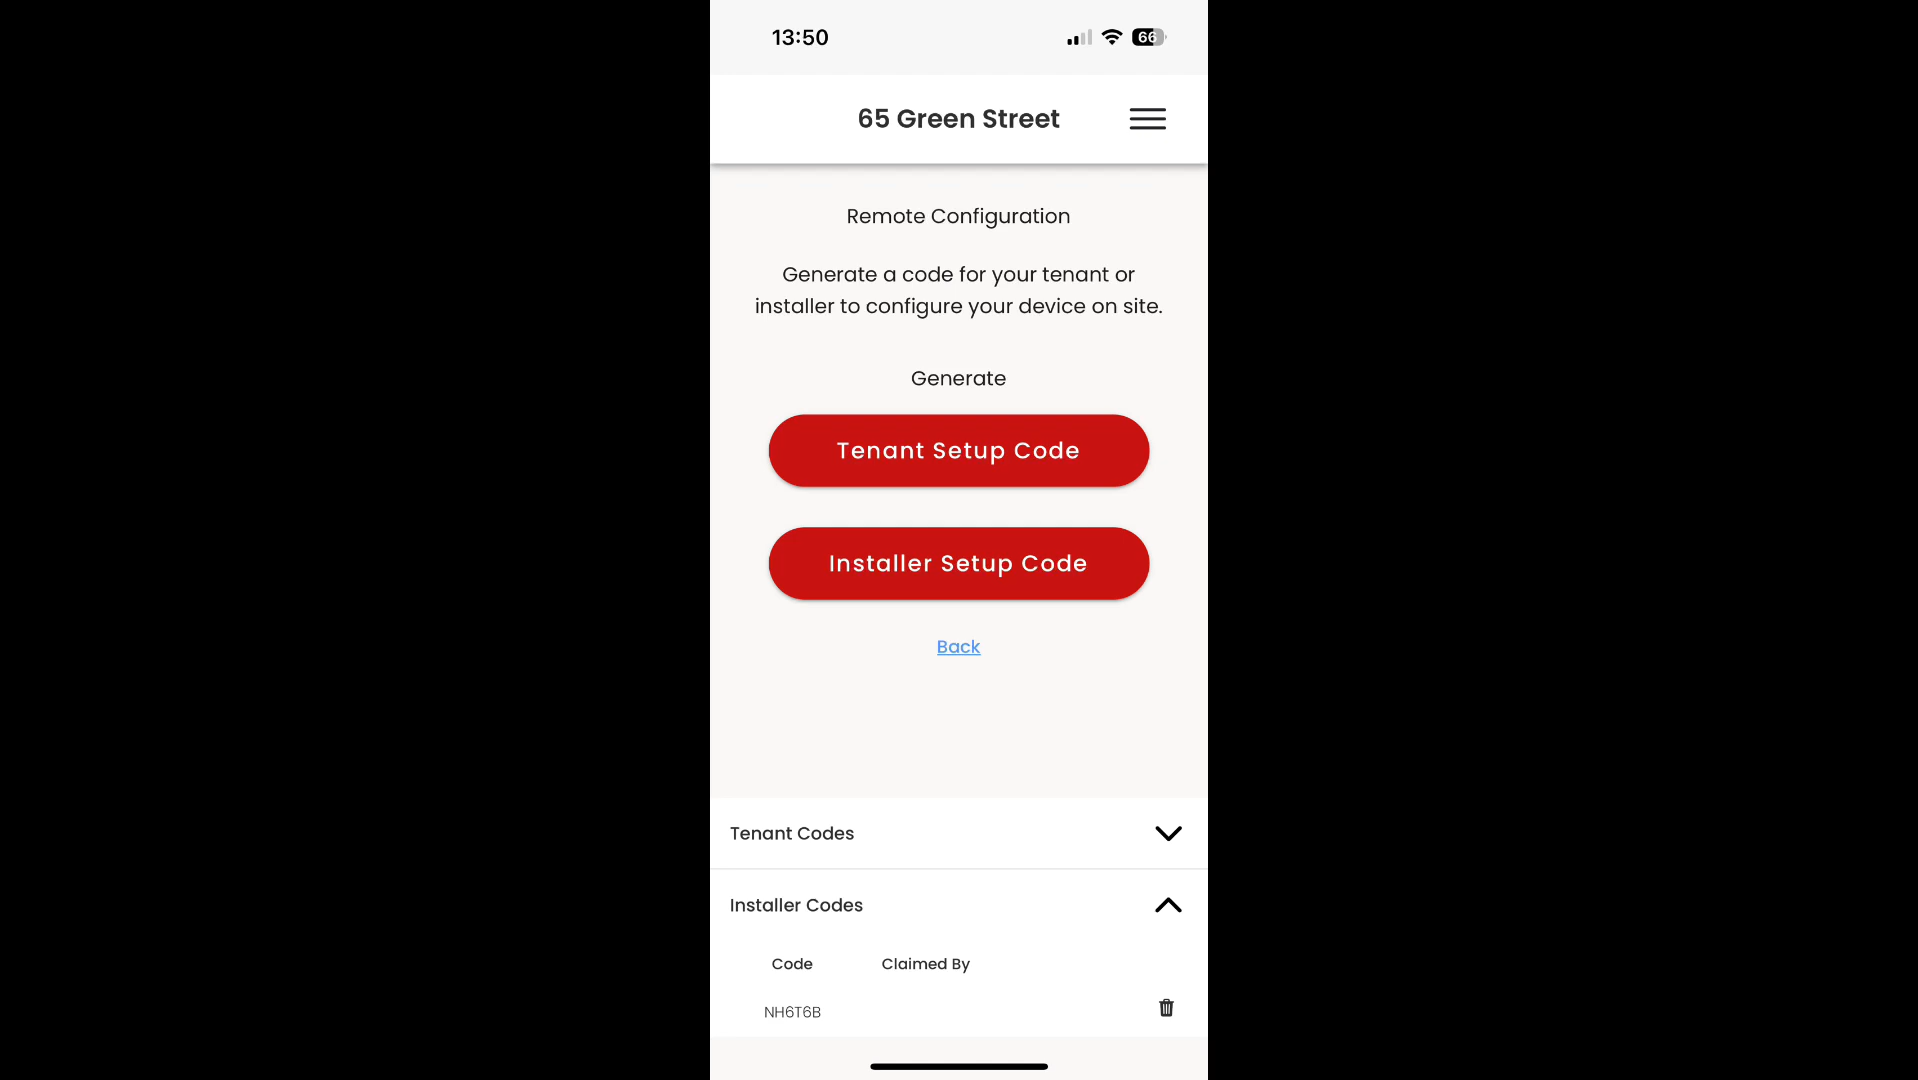 13:50
66
65 Green Street
Remote Configuration
Generate a code for your tenant or
installer to configure your device on site.
Generate
Tenant Setup Code
Installer Setup Code
Back
Tenant Codes
Installer Codes
Code Claimed By
NH6T6B